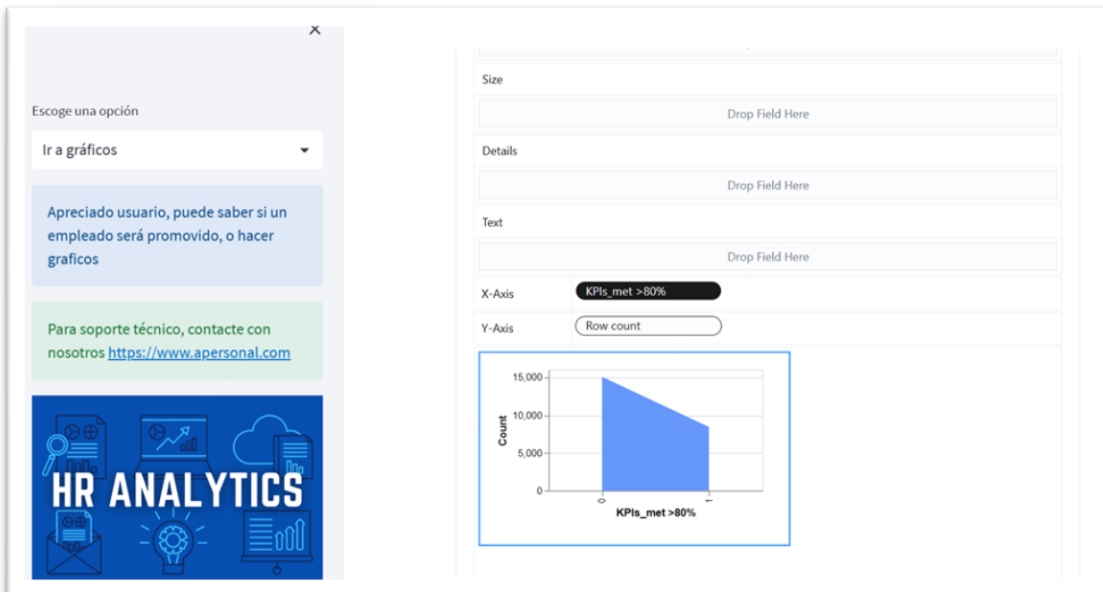 ×
Escoge una opción
Ir a gráficos
Apreciado usuario, puede saber si un
empleado será promovido, o hacer
graficos
Para soporte técnico, contacte con
nosotros https://www.apersonal.com
HR ANALYTICS
Size
Drop Field Here
Details
Drop Field Here
Text
Drop Field Here
X-Axis KPIs_met >80%
Y-Axis Row count
15,000
10,000
5,000
0
Count
0 1
KPIs_met >80%